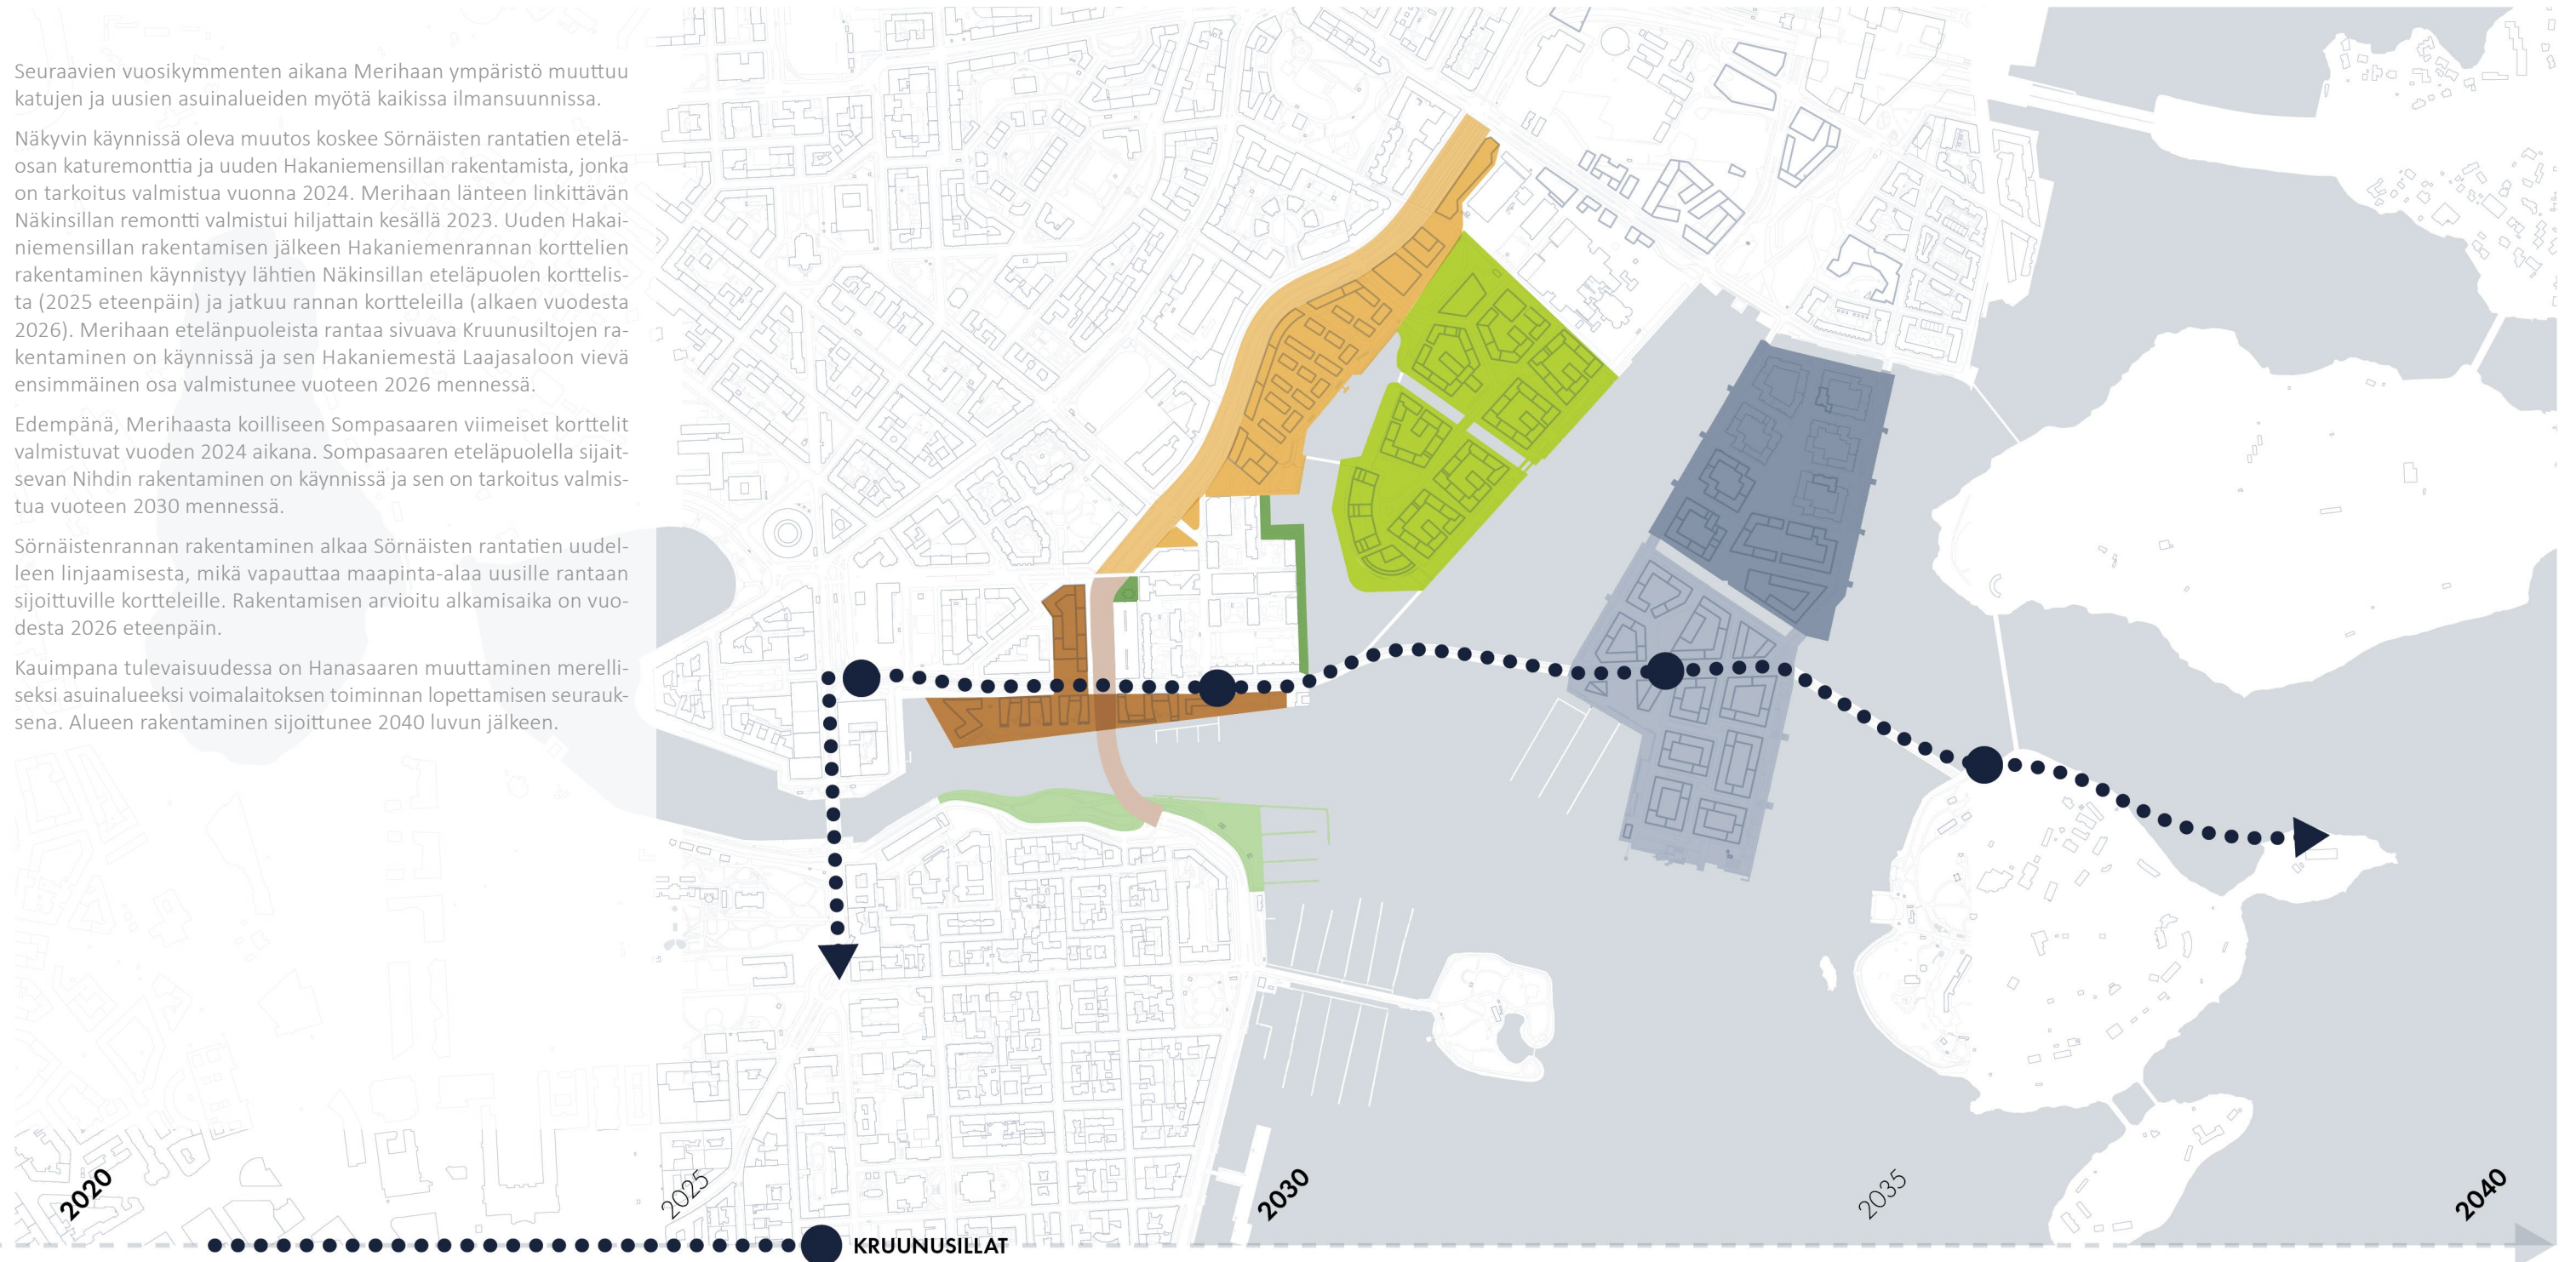 Seuraavien vuosikymmenten aikana Merihaan ympäristö muuttuu
katujen ja uusien asuinalueiden myötä kaikissa ilmansuunnissa.
Näkyvin käynnissä oleva muutos koskee Sörnäisten rantatien etelä-
osan katuremonttia ja uuden Hakaniemensillan rakentamista, jonka
on tarkoitus valmistua vuonna 2024. Merihaan länteen linkittävän
Näkinsillan remontti valmistui hiljattain kesällä 2023. Uuden Hakai-
niemensillan rakentamisen jälkeen Hakaniemenrannan korttelien
rakentaminen käynnistyy lähtien Näkinsillan eteläpuolen korttelis-
ta (2025 eteenpäin) ja jatkuu rannan kortteleilla (alkaen vuodesta
2026). Merihaan etelänpuoleista rantaa sivuava Kruunusiltojen ra-
kentaminen on käynnissä ja sen Hakaniemestä Laajasaloon vievä
ensimmäinen osa valmistunee vuoteen 2026 mennessä.
Edempänä, Merihaasta koilliseen Sompasaaren viimeiset korttelit
valmistuvat vuoden 2024 aikana. Sompasaaren eteläpuolella sijait-
sevan Nihdin rakentaminen on käynnissä ja sen on tarkoitus valmis-
tua vuoteen 2030 mennessä.
Sörnäistenrannan rakentaminen alkaa Sörnäisten rantatien uudel-
leen linjaamisesta, mikä vapauttaa maapinta-alaa uusille rantaan
sijoittuville kortteleille. Rakentamisen arvioitu alkamisaika on vuo-
desta 2026 eteenpäin.
Kauimpana tulevaisuudessa on Hanasaaren muuttaminen merelli-
seksi asuinalueeksi voimalaitoksen toiminnan lopettamisen seurauk-
sena. Alueen rakentaminen sijoittunee 2040 luvun jälkeen.
2020
2025
2030
2035
2040
KRUUNUSILLAT